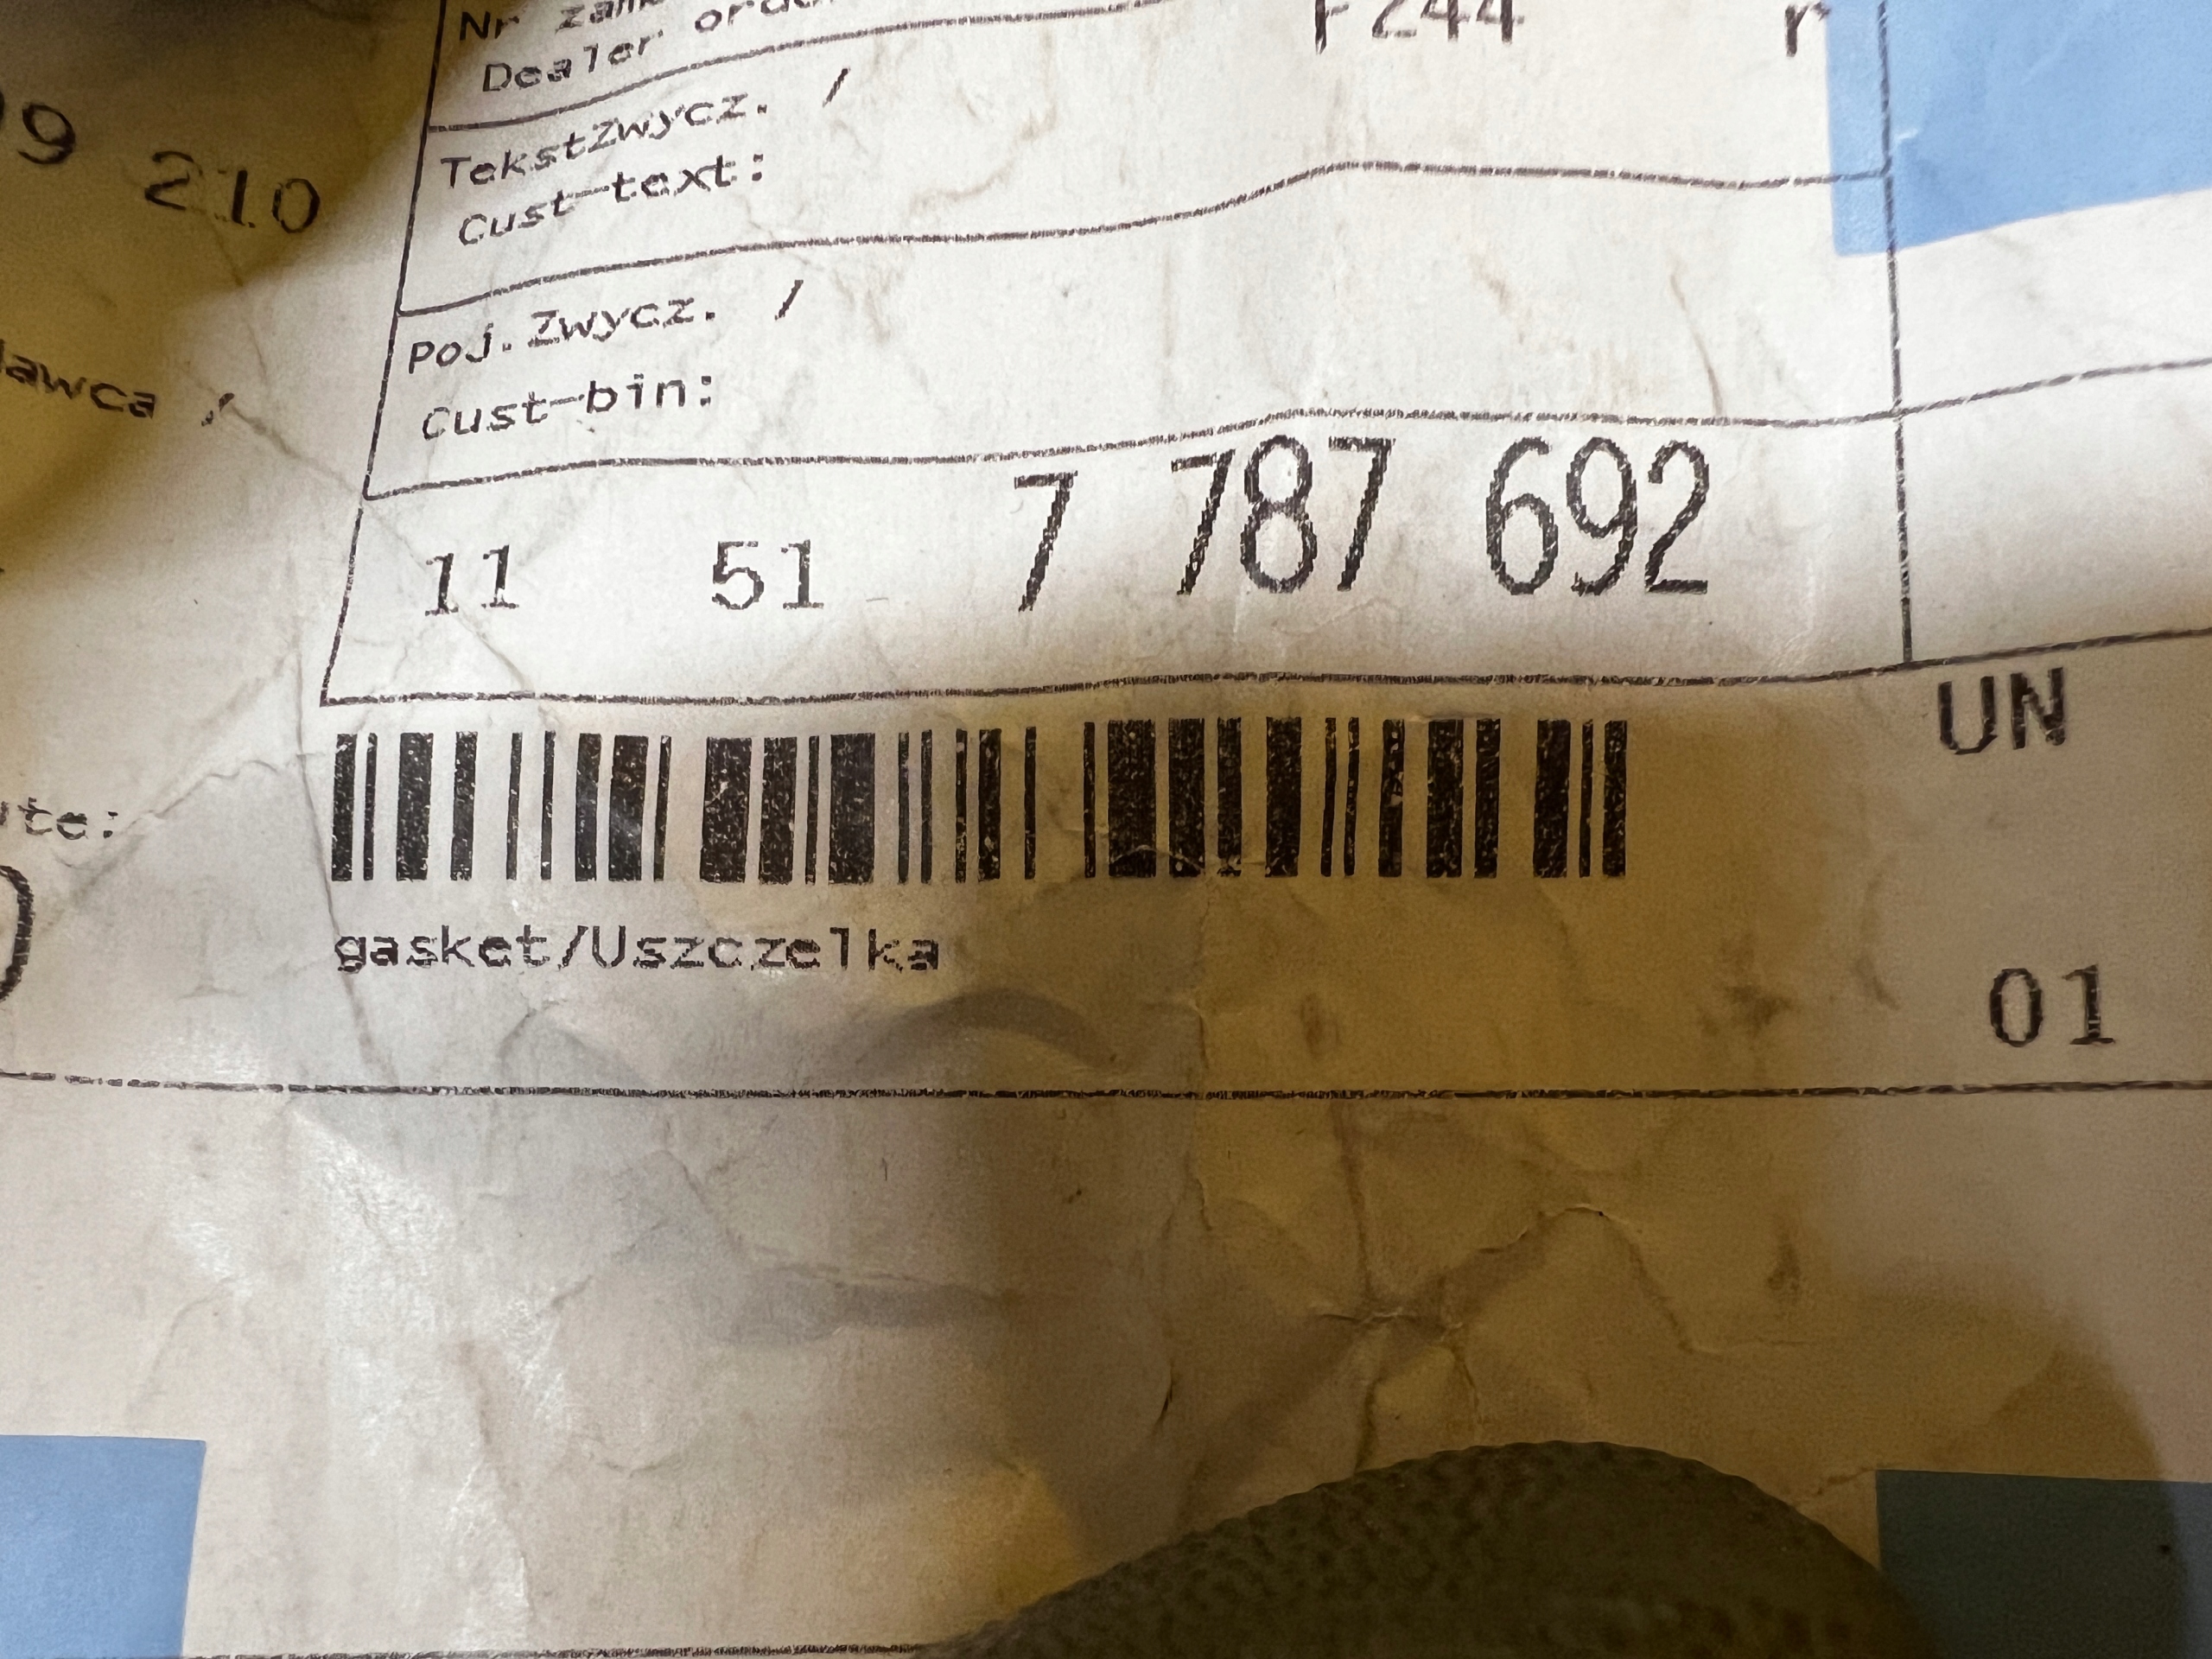 Nr
Dealer
F244
TekstZwycz. /
Cust-text:
210
Poj.Zwycz. /
Cust-bin:
11 51 7 787 692
UN
gasket/Uszczelka
01